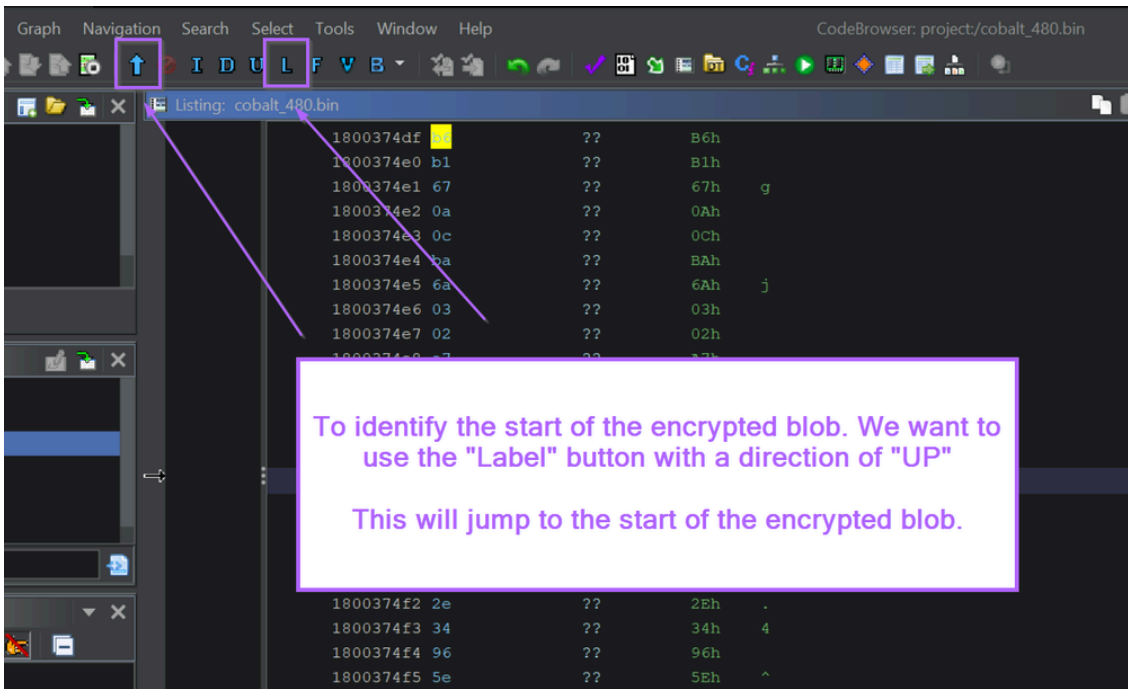 Graph Navigation Search Select Tools Window Help CodeBrowser: project:/cobalt_480.bin
I D U L F V B
Listing: cobalt_480.bin
1800374df b6 ?? B6h
1800374e0 b1 ?? B1h
1800374e1 67 ?? 67h g
1800374e2 0a ?? 0Ah
1800374e3 0c ?? 0Ch
1800374e4 ba ?? BAh
1800374e5 6a ?? 6Ah j
1800374e6 03 ?? 03h
1800374e7 02 ?? 02h
1800374e8 a7 ?? A7h
To identify the start of the encrypted blob. We want to
use the "Label" button with a direction of "UP"
This will jump to the start of the encrypted blob.
1800374f2 2e ?? 2Eh .
1800374f3 34 ?? 34h 4
1800374f4 96 ?? 96h
1800374f5 5e ?? 5Eh ^